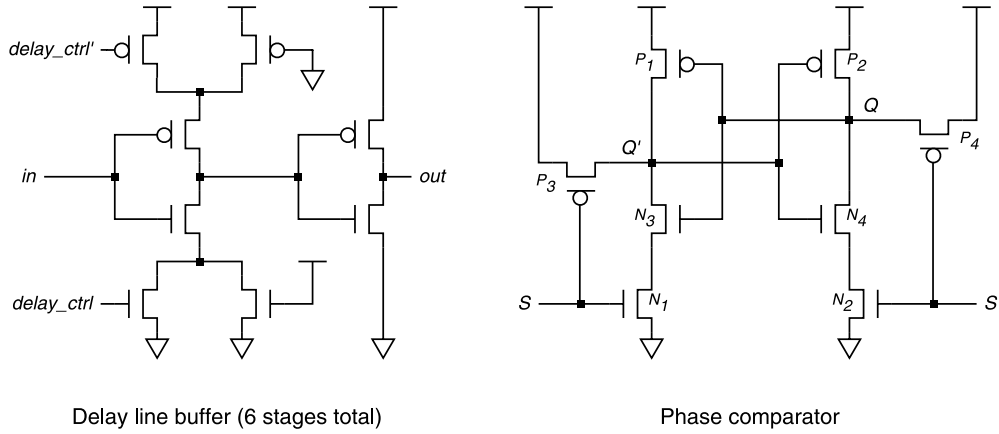 delay_ctrl'
in
out
delay_ctrl
Delay line buffer (6 stages total)
P1
P2
Q
P4
Q'
P3
N3
N4
S
N1
N2
S
Phase comparator